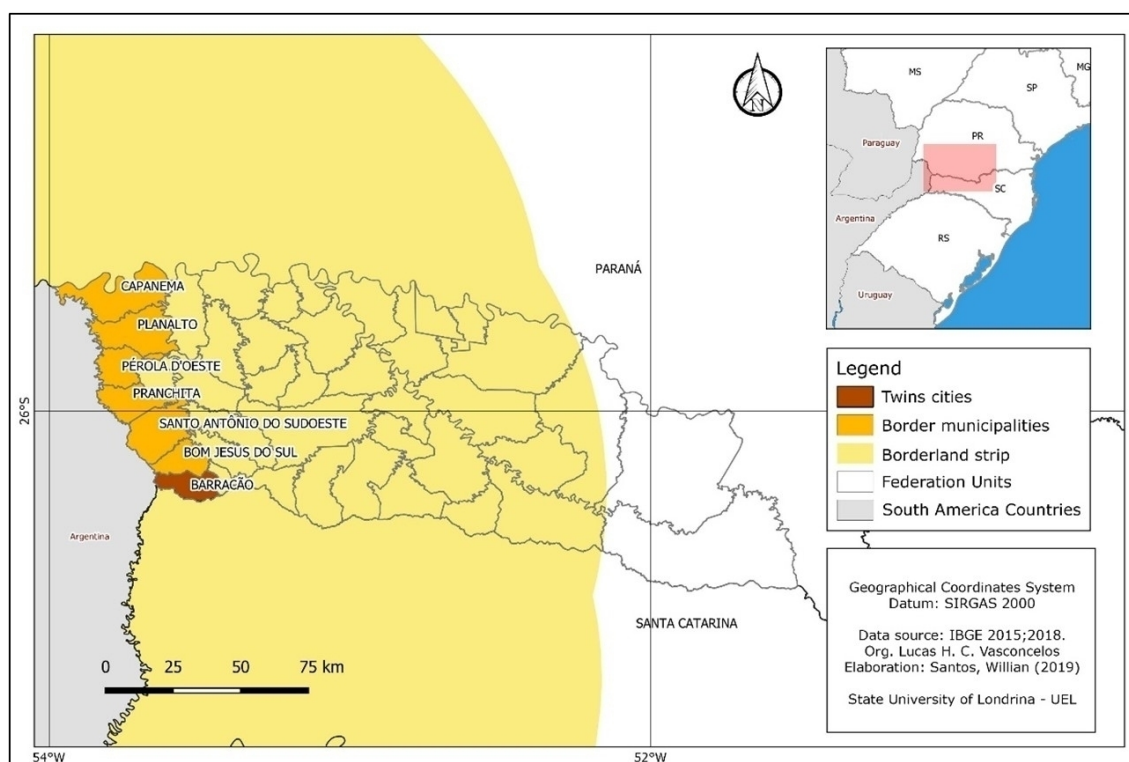 N
MS
MG
SP
Paraguay
PR
SC
Argentina
RS
Uruguay
PARANÁ
CAPANEMA
PLANALTO
PÉROLA D'OESTE
PRANCHITA
SANTO ANTÔNIO DO SUDOESTE
BOM JESUS DO SUL
BARRACÃO
Argentina
SANTA CATARINA
26°S
0 25 50 75 km
54°W
52°W
Legend
Twins cities
Border municipalities
Borderland strip
Federation Units
South America Countries
Geographical Coordinates System
Datum: SIRGAS 2000
Data source: IBGE 2015;2018.
Org. Lucas H. C. Vasconcelos
Elaboration: Santos, Willian (2019)
State University of Londrina - UEL